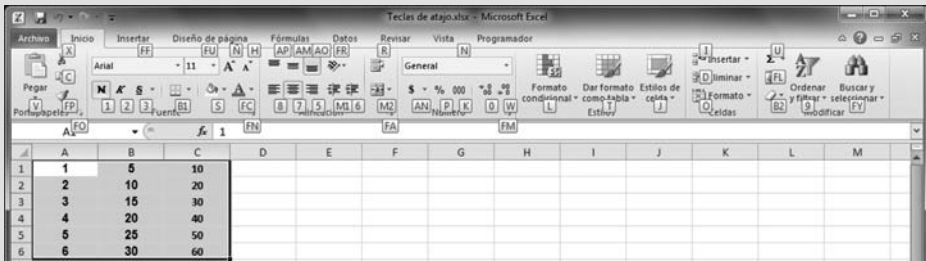 Teclas de atajo.xlsx - Microsoft Excel
Archivo Inicio Insertar Diseño de página Fórmulas Datos Revisar Vista Programador
X FF FU Ñ H AP AM AO FR R N I U
Arial 11 A A General Insertar
C SS D liminar FL
Pegar N K S A $ % 000 Formato condicional Dar formato como tabla Estilos de celda Formato Ordenar y filtrar Buscar y seleccionar
V FP 1 2 3 B1 S FC 8 7 5 M1 6 M2 AN P K 0 W L T J O B2 9 FY
Portapapeles Fuente Alineación Número Estilos Celdas Modificar
FO FN FA FM
A fx 1
A B C D E F G H I J K L M
1 1 5 10
2 2 10 20
3 3 15 30
4 4 20 40
5 5 25 50
6 6 30 60